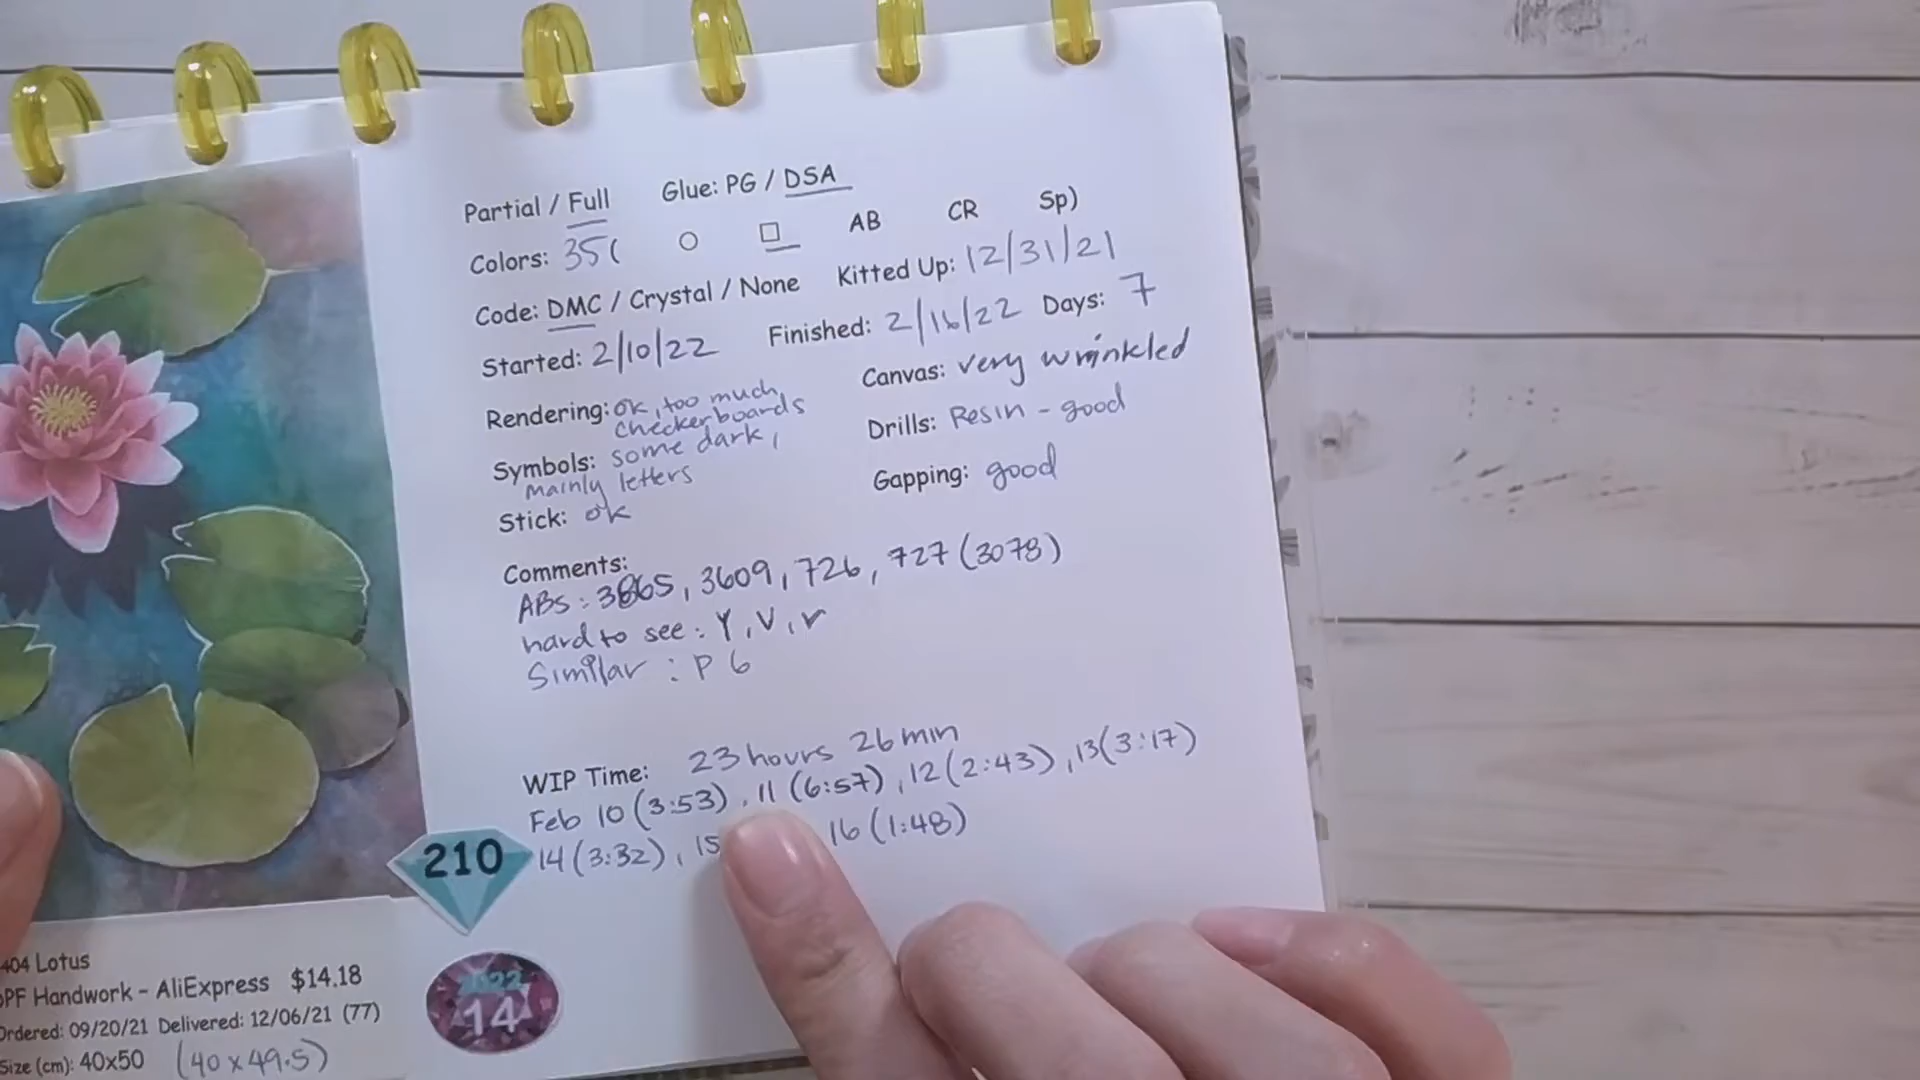 Partial / Full Glue: PG / DSA
Colors: 35( ○ □ AB CR Sp)
Code: DMC / Crystal / None Kitted Up: 12/31/21
Started: 2/10/22 Finished: 2/16/22 Days: 7
Rendering: ok, too much checkerboards
Canvas: very wrinkled
Symbols: some dark, mainly letters
Drills: Resin - good
Stick: ok
Gapping: good
Comments:
ABs: 3865, 3609, 726, 727 (3078)
hard to see: Y, V, r
Similar: P 6
WIP Time: 23 hours 26 min
Feb 10 (3:53), 11 (6:57), 12 (2:43), 13 (3:17)
14 (3:32), 15 16 (1:48)
210
2022
14
404 Lotus
PF Handwork - AliExpress $14.18
Ordered: 09/20/21 Delivered: 12/06/21 (77)
Size (cm): 40x50 (40 x 49.5)